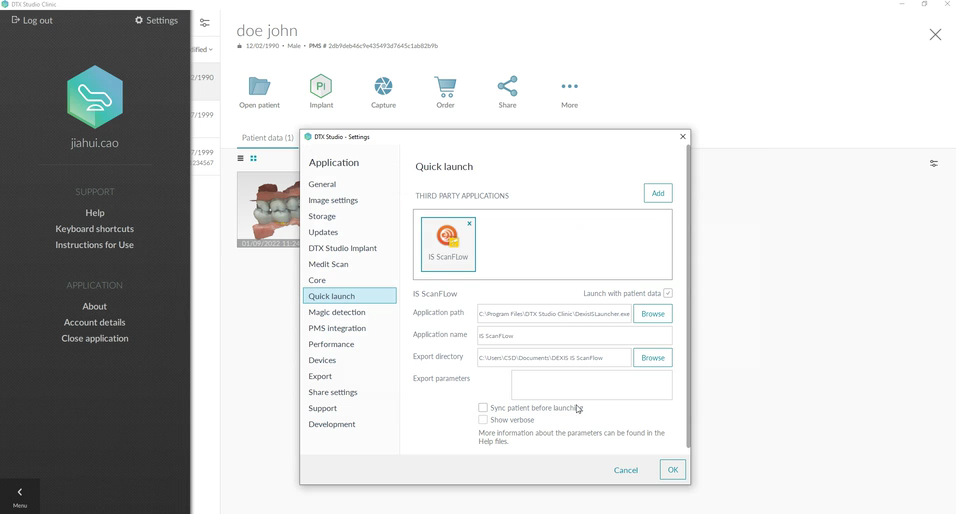 DTX Studio Clinic
Log out
Settings
jiahui.cao
SUPPORT
Help
Keyboard shortcuts
Instructions for Use
APPLICATION
About
Account details
Close application
Menu
dified
2/1990
7/1999
7/1999
234567
doe john
12/02/1990 • Male • PMS # 2db9deb46c9e435493d7645c1ab82b9b
Open patient
Implant
Capture
Order
Share
More
Patient data (1)
01/09/2022 11:24
DTX Studio - Settings
Application
General
Image settings
Storage
Updates
DTX Studio Implant
Medit Scan
Core
Quick launch
Magic detection
PMS integration
Performance
Devices
Export
Share settings
Support
Development
Quick launch
THIRD PARTY APPLICATIONS
Add
x
IS ScanFLow
IS ScanFLow
Launch with patient data
Application path
C:\Program Files\DTX Studio Clinic\DexisISLauncher.exe
Browse
Application name
IS ScanFLow
Export directory
C:\Users\CSD\Documents\DEXIS IS ScanFlow
Browse
Export parameters
Sync patient before launching
Show verbose
More information about the parameters can be found in the
Help files.
Cancel
OK